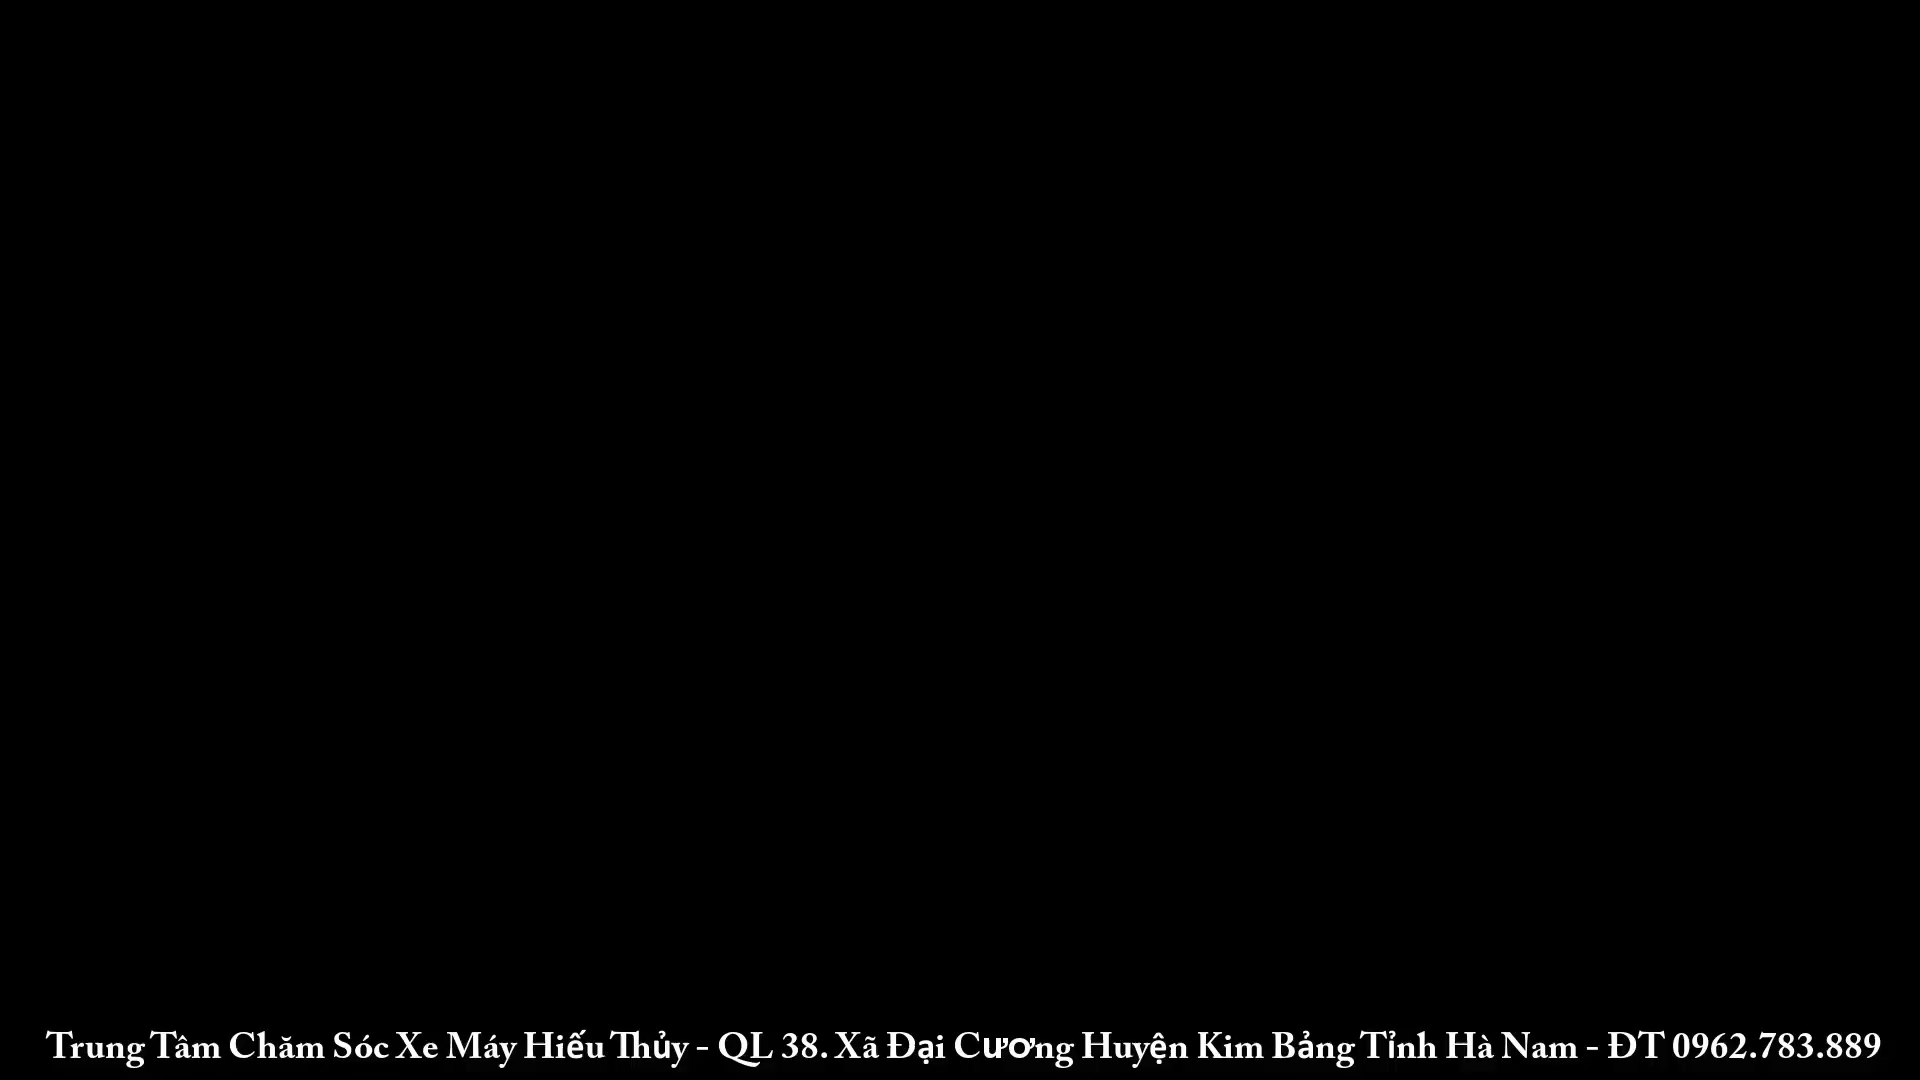 Trung Tâm Chăm Sóc Xe Máy Hiếu Thủy - QL 38. Xã Đại Cương Huyện Kim Bảng Tỉnh Hà Nam - ĐT 0962.783.889